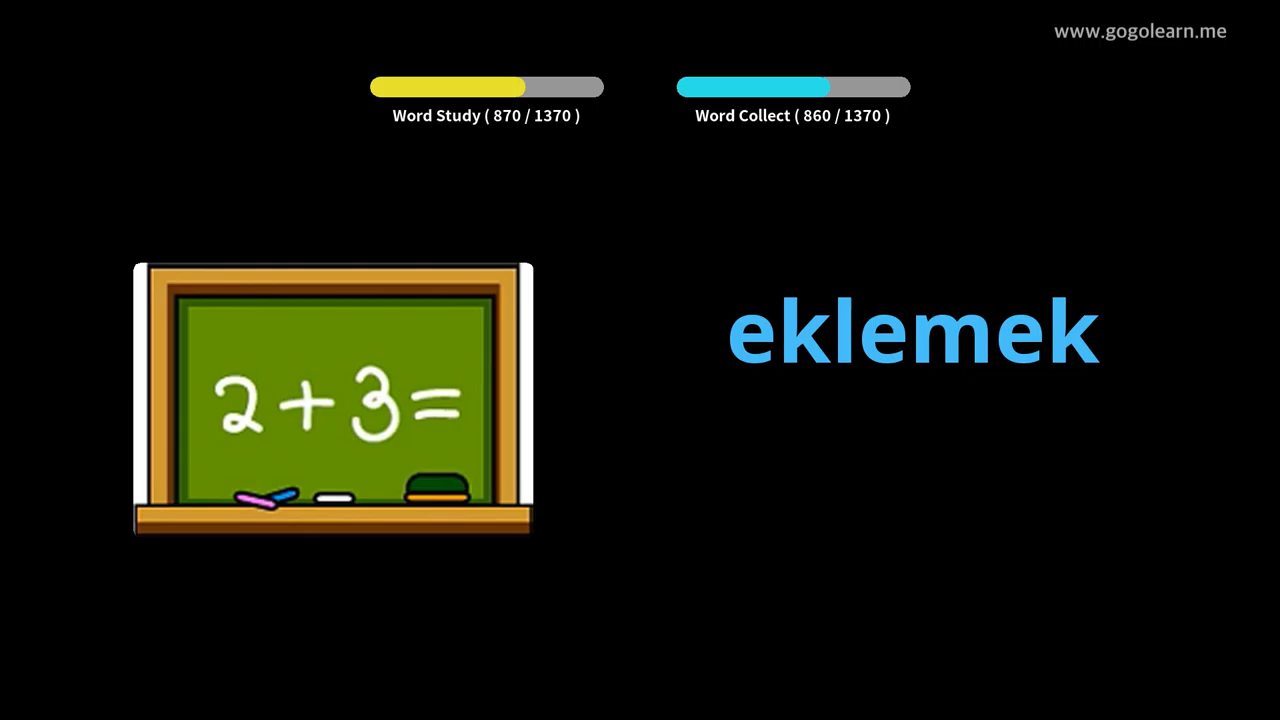 www.gogolearn.me
Word Study ( 870 / 1370 )
Word Collect ( 860 / 1370 )
eklemek
2 + 3 =